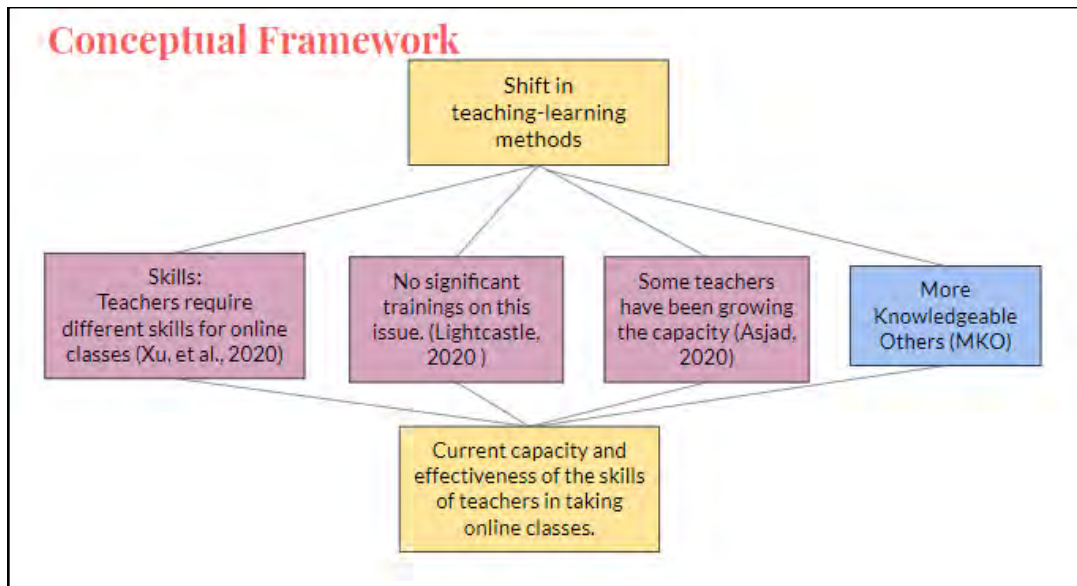 Conceptual Framework
Shift in
teaching-learning
methods
Skills:
Teachers require
different skills for online
classes (Xu, et al., 2020)
No significant
trainings on this
issue. (Lightcastle,
2020 )
Some teachers
have been growing
the capacity (Asjad,
2020)
More
Knowledgeable
Others (MKO)
Current capacity and
effectiveness of the skills
of teachers in taking
online classes.